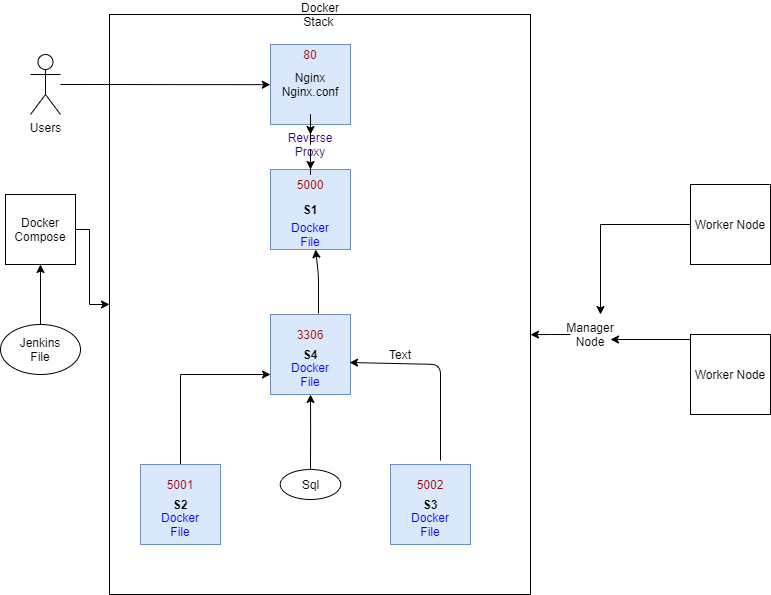 Docker
Stack
80
Nginx
Nginx.conf
Users
Reverse
Proxy
5000
S1
Docker
File
Docker
Compose
Worker Node
Jenkins
File
3306
S4
Docker
File
Text
Manager
Node
Worker Node
5001
S2
Docker
File
Sql
5002
S3
Docker
File